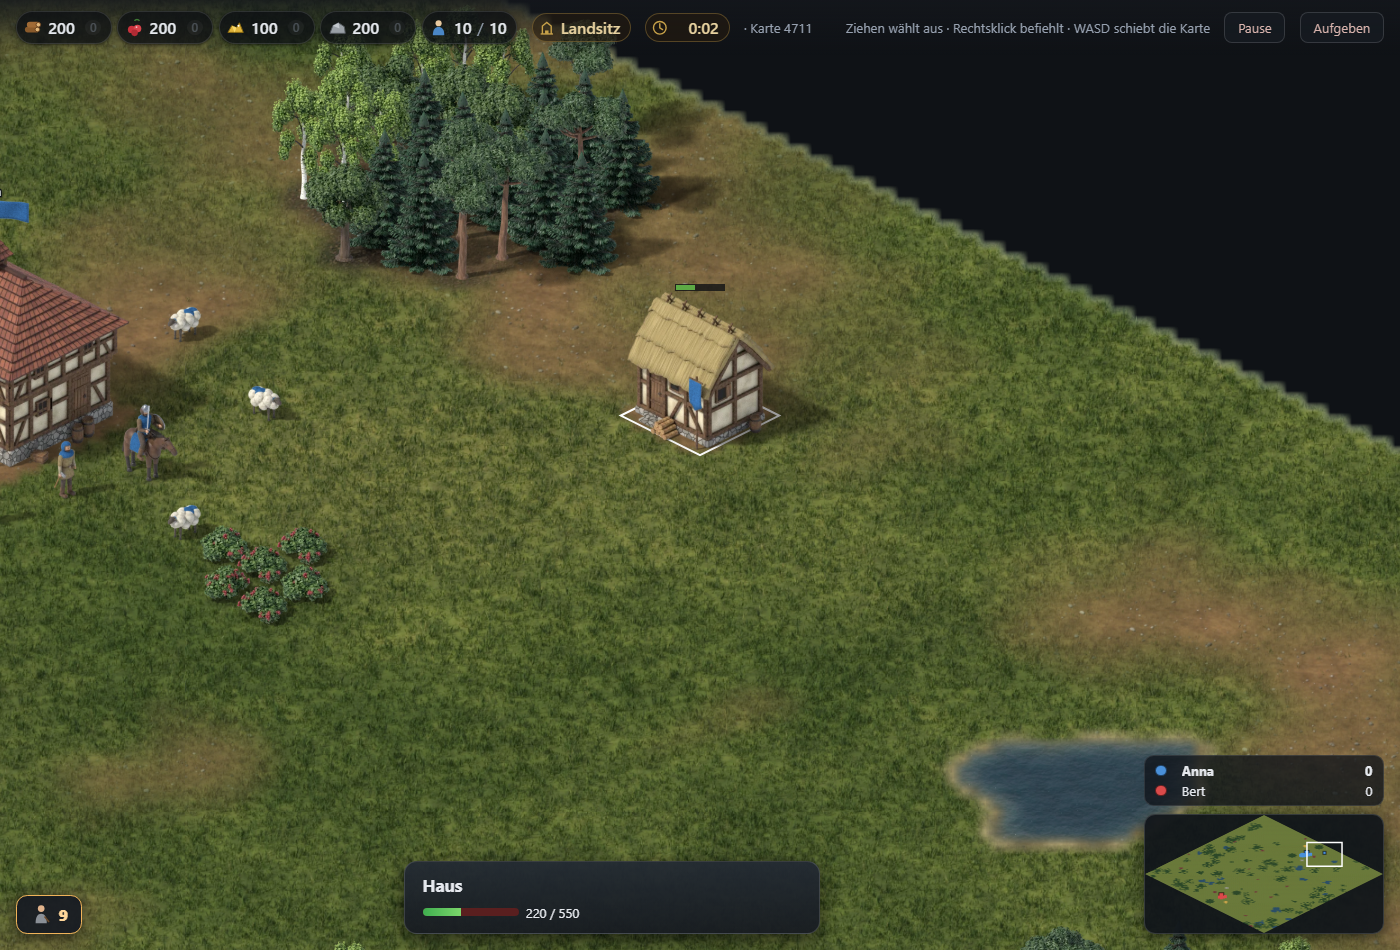 200 0 200 0 100 0 200 0 10 / 10 Landsitz 0:02 · Karte 4711 Ziehen wählt aus · Rechtsklick befiehlt · WASD schiebt die Karte Pause Aufgeben
Anna 0
Bert 0
Haus
220 / 550
9